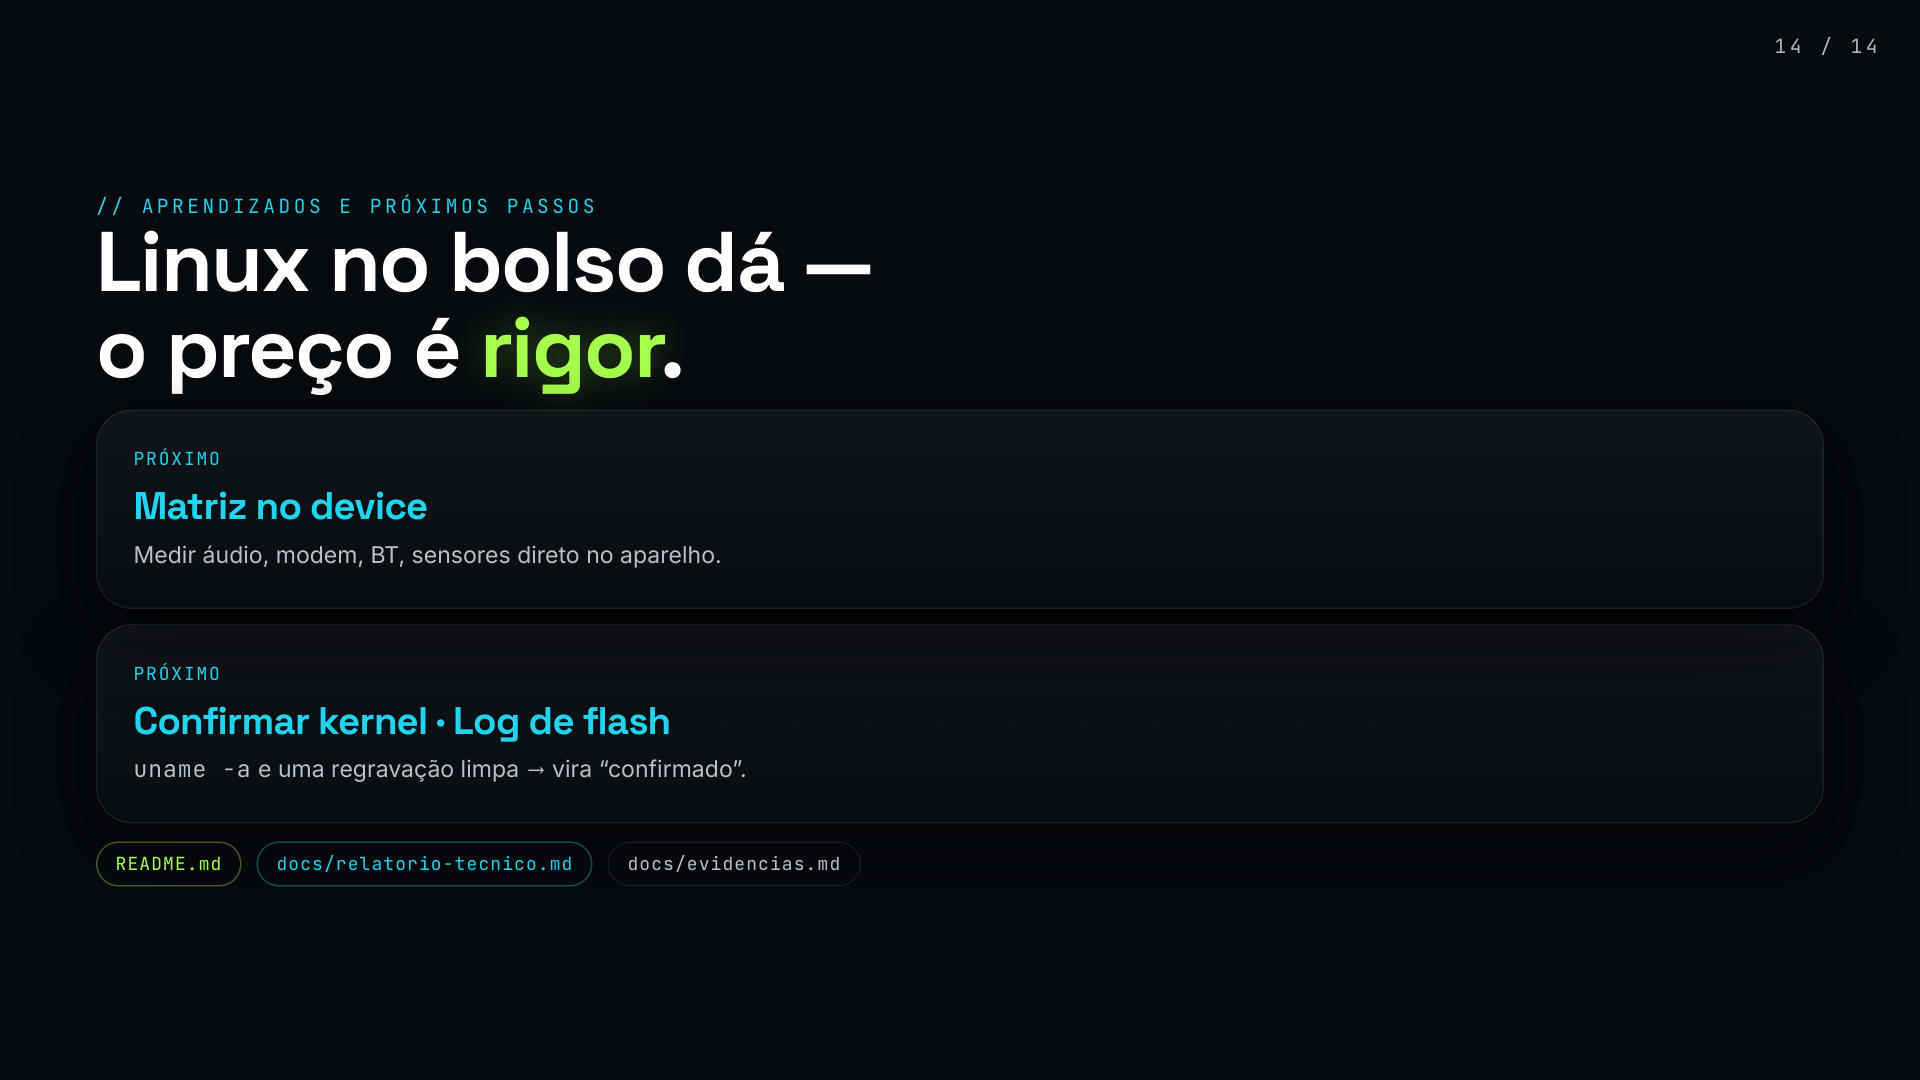 14 / 14
// APRENDIZADOS E PRÓXIMOS PASSOS
Linux no bolso dá —
o preço é rigor.
PRÓXIMO
Matriz no device
Medir áudio, modem, BT, sensores direto no aparelho.
PRÓXIMO
Confirmar kernel · Log de flash
uname -a e uma regravação limpa → vira “confirmado”.
README.md docs/relatorio-tecnico.md docs/evidencias.md